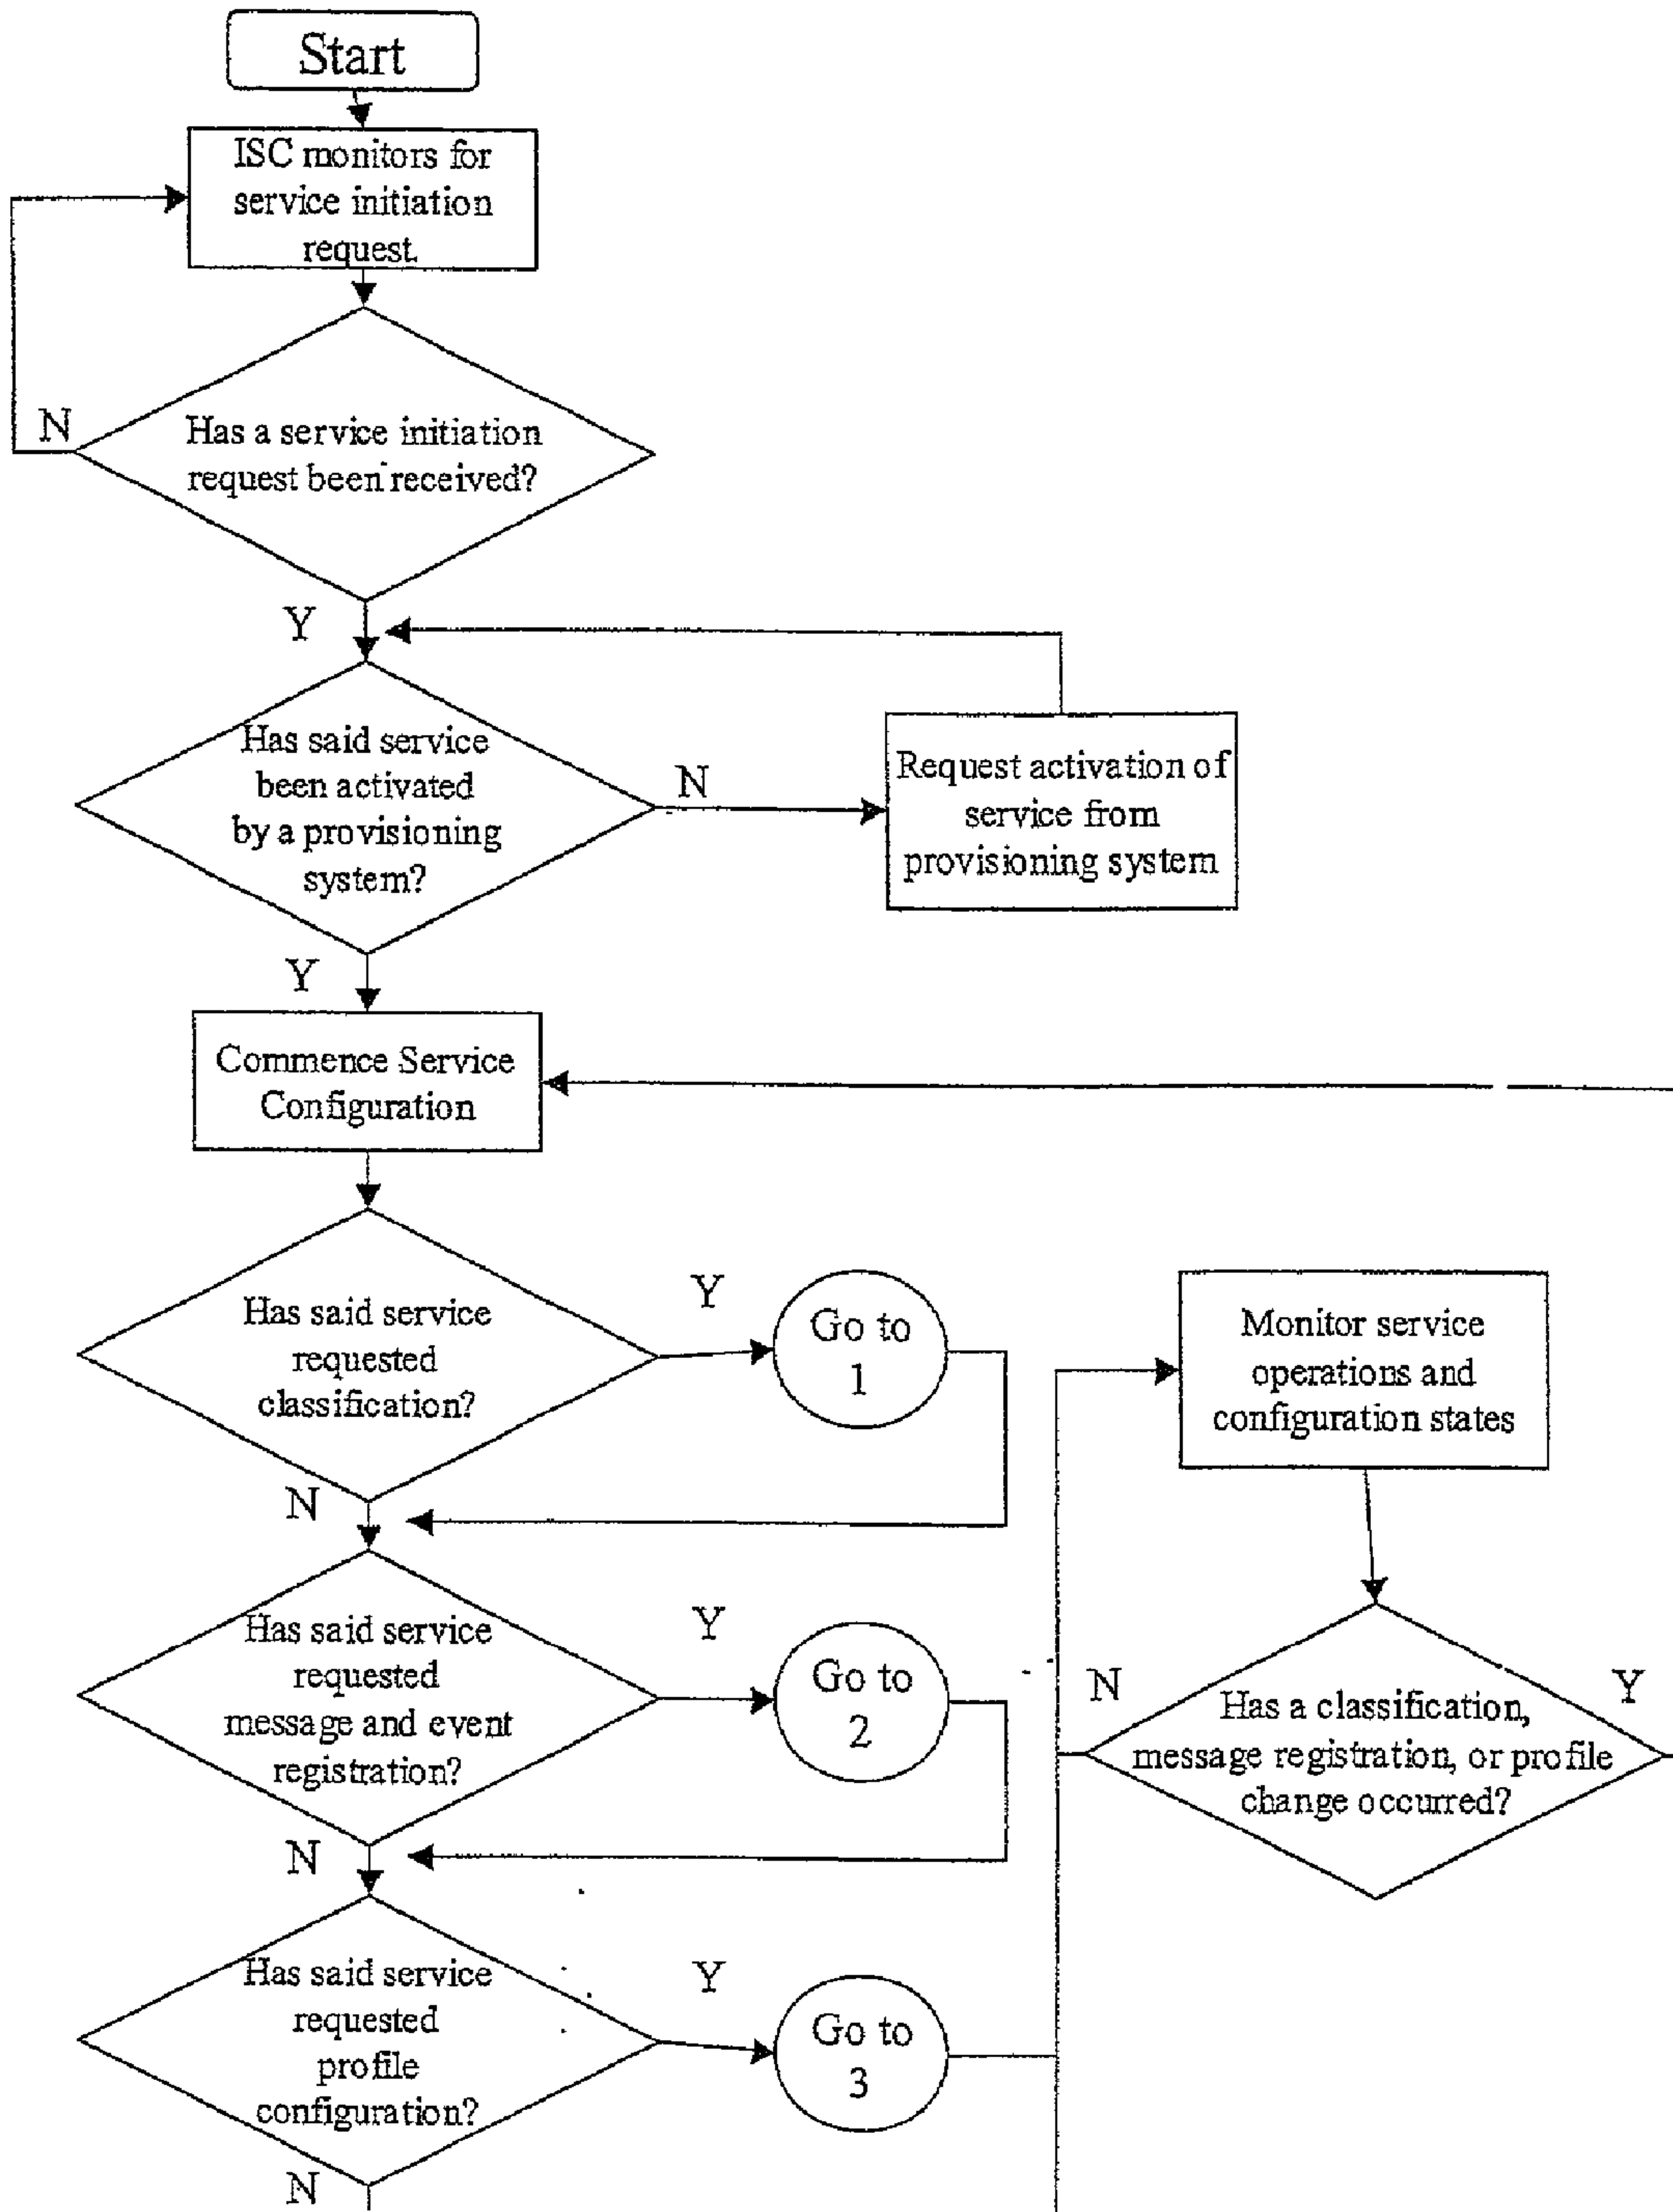 Start
ISC monitors for
service initiation
request.
N
Has a service initiation
request been received?
Y
Has said service
been activated
by a provisioning
system?
N
Request activation of
service from
provisioning system
Y
Commence Service
Configuration
Has said service
requested
classification?
Y
Go to
1
N
Has said service
requested
message and event
registration?
Y
Go to
2
N
Has said service
requested
profile
configuration?
Y
Go to
3
N
Monitor service
operations and
configuration states
N
Has a classification,
message registration, or profile
change occurred?
Y